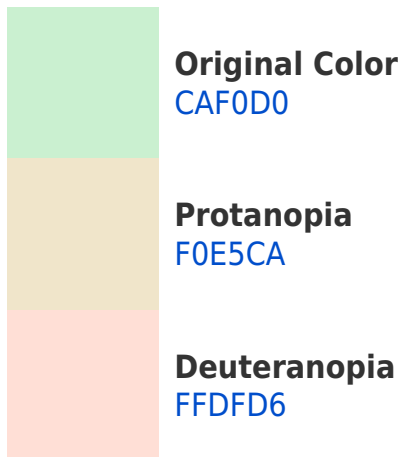 Original Color
CAF0D0
Protanopia
F0E5CA
Deuteranopia
FFDFD6